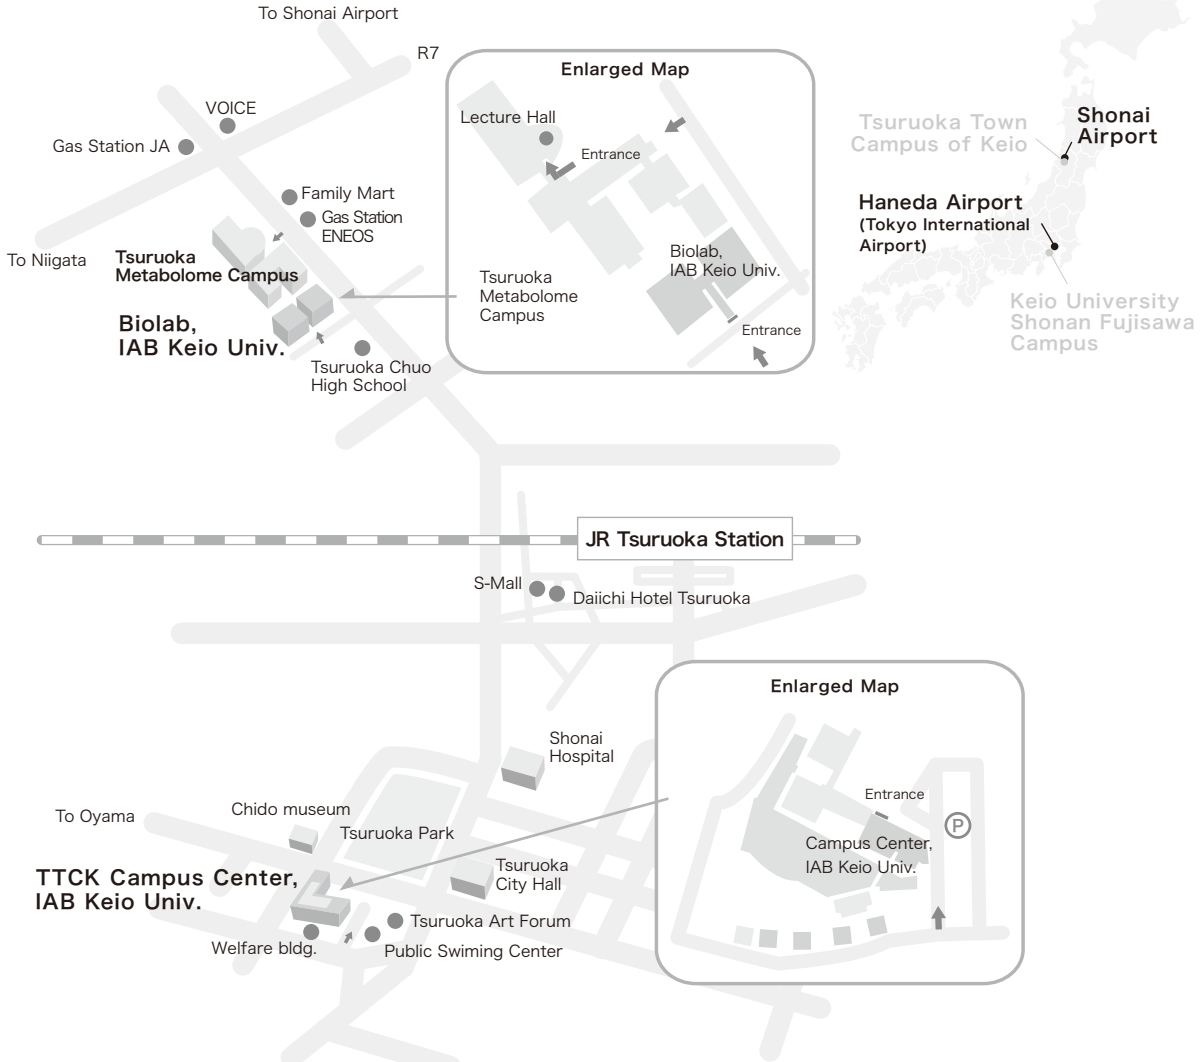 To Shonai Airport
R7
VOICE
Gas Station JA
Family Mart
Gas Station
ENEOS
To Niigata
Tsuruoka
Metabolome Campus
Biolab,
IAB Keio Univ.
Tsuruoka Chuo
High School
Enlarged Map
Lecture Hall
Entrance
Biolab,
IAB Keio Univ.
Tsuruoka
Metabolome
Campus
Entrance
Tsuruoka Town
Campus of Keio
Shonai
Airport
Haneda Airport
(Tokyo International
Airport)
Keio University
Shonan Fujisawa
Campus
JR Tsuruoka Station
S-Mall
Daiichi Hotel Tsuruoka
Shonai
Hospital
To Oyama
Chido museum
Tsuruoka Park
TTCK Campus Center,
IAB Keio Univ.
Tsuruoka
City Hall
Tsuruoka Art Forum
Welfare bldg.
Public Swiming Center
Enlarged Map
Entrance
P
Campus Center,
IAB Keio Univ.